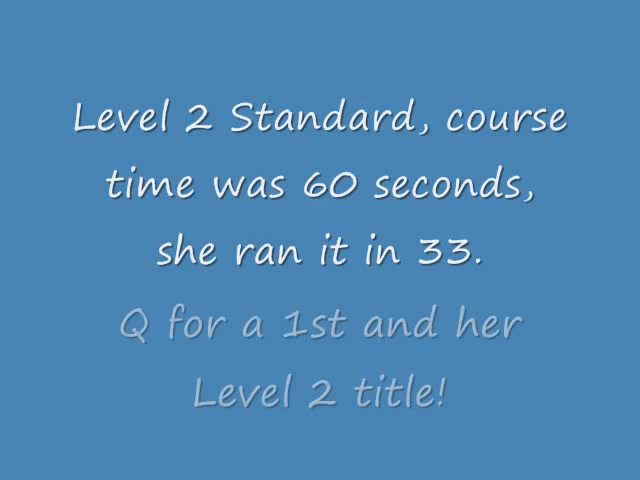 Level 2 Standard, course
time was 60 seconds,
she ran it in 33.
Q for a 1st and her
Level 2 title!